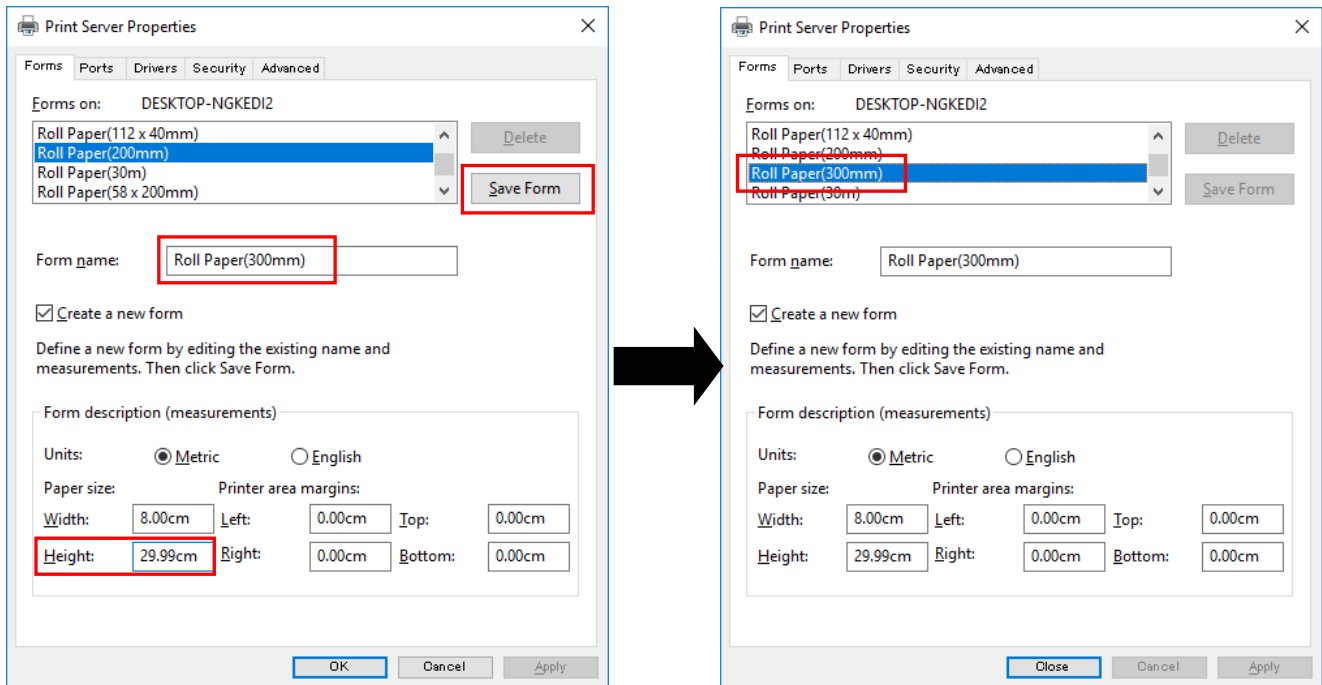 Print Server Properties
Forms Ports Drivers Security Advanced
Forms on: DESKTOP-NGKEDI2
Roll Paper(112 x 40mm)
Roll Paper(200mm)
Roll Paper(30m)
Roll Paper(58 x 200mm)
Delete
Save Form
Form name: Roll Paper(300mm)
Create a new form
Define a new form by editing the existing name and
measurements. Then click Save Form.
Form description (measurements)
Units: Metric English
Paper size: Printer area margins:
Width: 8.00cm Left: 0.00cm Top: 0.00cm
Height: 29.99cm Right: 0.00cm Bottom: 0.00cm
OK Cancel Apply
Print Server Properties
Forms Ports Drivers Security Advanced
Forms on: DESKTOP-NGKEDI2
Roll Paper(112 x 40mm)
Roll Paper(200mm)
Roll Paper(300mm)
Roll Paper(30m)
Delete
Save Form
Form name: Roll Paper(300mm)
Create a new form
Define a new form by editing the existing name and
measurements. Then click Save Form.
Form description (measurements)
Units: Metric English
Paper size: Printer area margins:
Width: 8.00cm Left: 0.00cm Top: 0.00cm
Height: 29.99cm Right: 0.00cm Bottom: 0.00cm
Close Cancel Apply